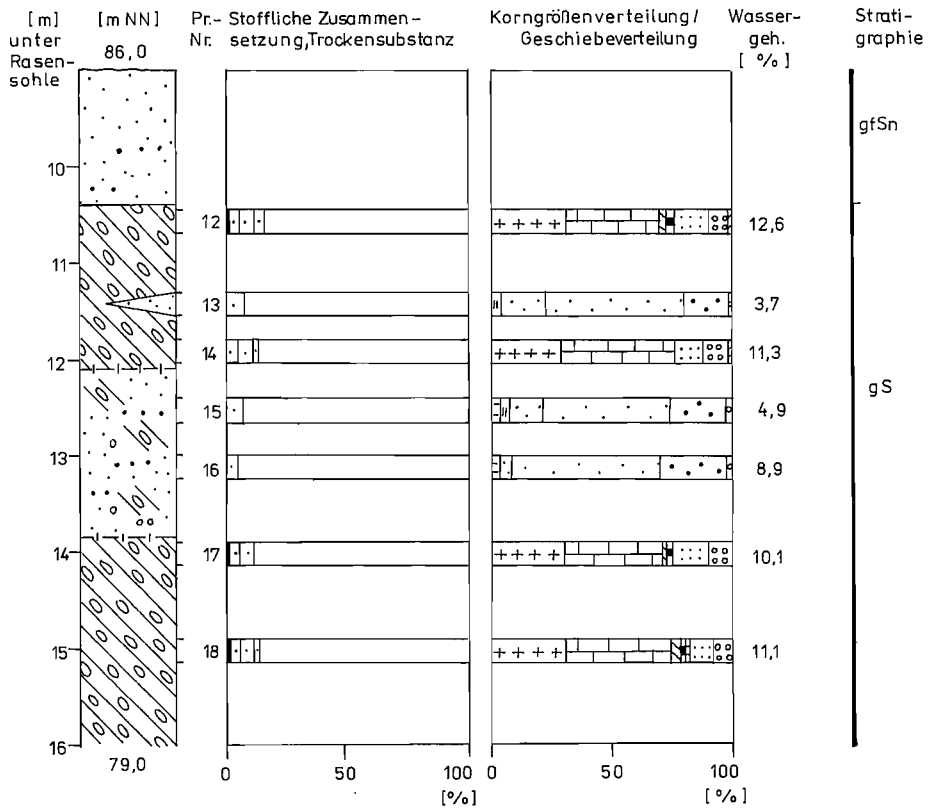 [m] [m NN] Pr.- Stoffliche Zusammen- Korngrößenverteilung/ Wasser- Strati-
unter Nr. setzung,Trockensubstanz Geschiebeverteilung geh. graphie
Rasen- 86,0 [ %]
sohle
gfSn
10
12 12,6
11
13 3,7
14 11,3
12
gS
15 4,9
13
16 8,9
14 17 10,1
15 18 11,1
16
79,0
0 50 100 0 50 100
[%] [%]